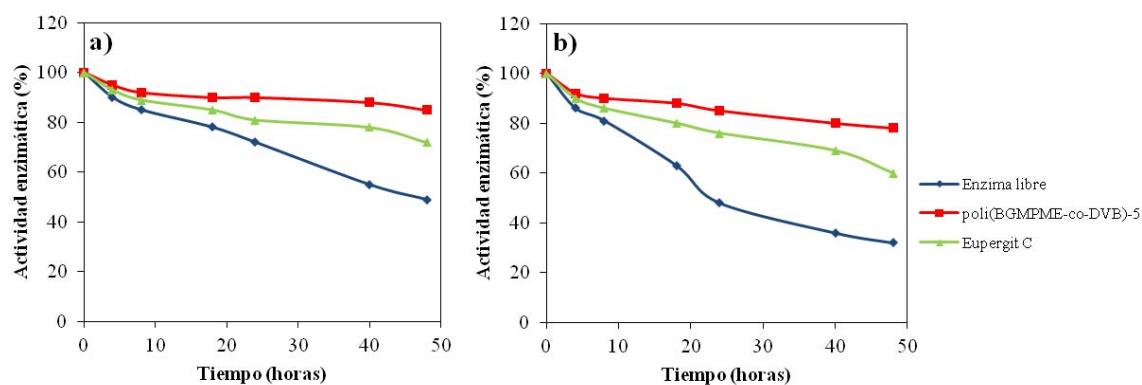 a)
Actividad enzimática (%)
120
100
80
60
40
20
0
0 10 20 30 40 50
Tiempo (horas)
b)
Actividad enzimática (%)
120
100
80
60
40
20
0
0 10 20 30 40 50
Tiempo (horas)
Enzima libre
poli(BGMPME-co-DVB)-5
Eupergit C